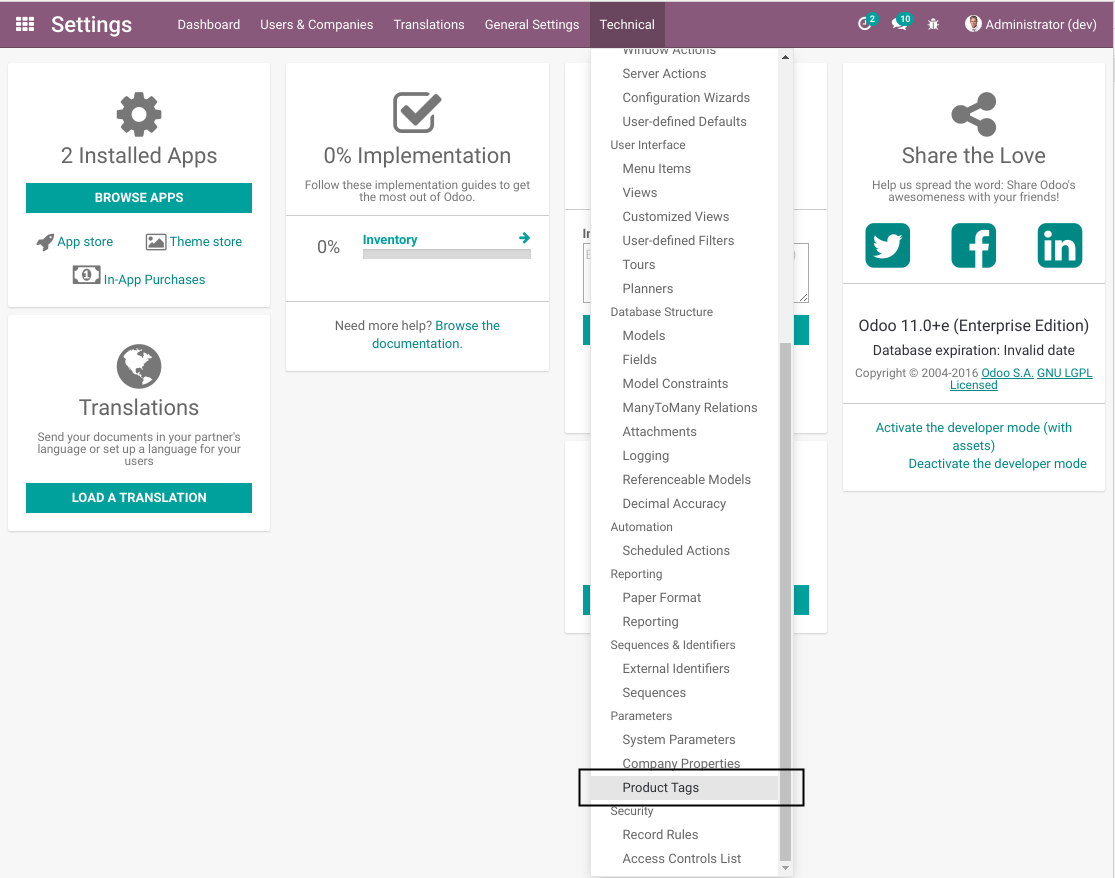 Settings
Dashboard
Users & Companies
Translations
General Settings
Technical
2
10
Administrator (dev)
2 Installed Apps
BROWSE APPS
App store
Theme store
In-App Purchases
Translations
Send your documents in your partner's
language or set up a language for your
users
LOAD A TRANSLATION
0% Implementation
Follow these implementation guides to get
the most out of Odoo.
0%
Inventory
Need more help? Browse the
documentation.
Window Actions
Server Actions
Configuration Wizards
User-defined Defaults
User Interface
Menu Items
Views
Customized Views
User-defined Filters
Tours
Planners
Database Structure
Models
Fields
Model Constraints
ManyToMany Relations
Attachments
Logging
Referenceable Models
Decimal Accuracy
Automation
Scheduled Actions
Reporting
Paper Format
Reporting
Sequences & Identifiers
External Identifiers
Sequences
Parameters
System Parameters
Company Properties
Product Tags
Security
Record Rules
Access Controls List
Share the Love
Help us spread the word: Share Odoo's
awesomeness with your friends!
Odoo 11.0+e (Enterprise Edition)
Database expiration: Invalid date
Copyright © 2004-2016 Odoo S.A. GNU LGPL
Licensed
Activate the developer mode (with
assets)
Deactivate the developer mode